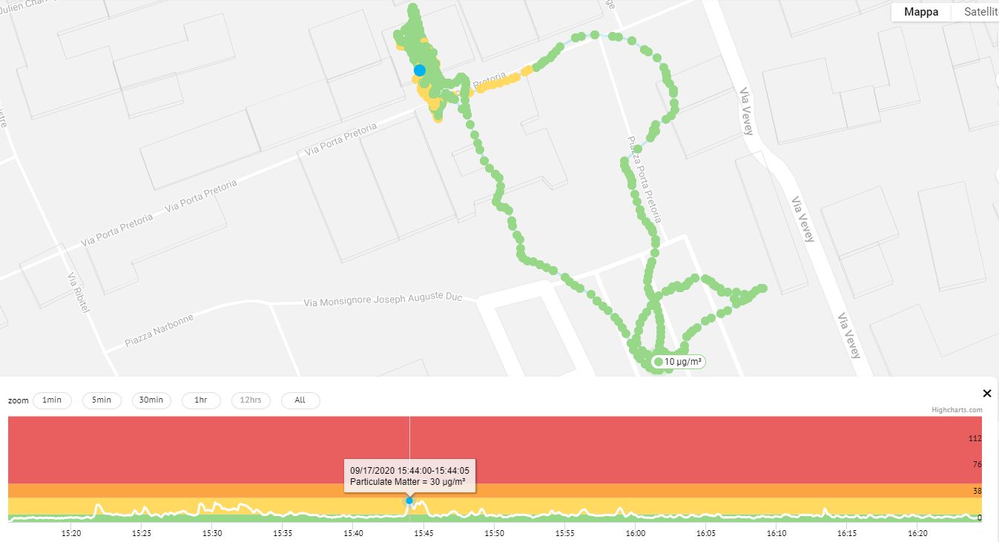 Julien Char
Mappa
Satellit
Pretoria
Via Vevey
Via Porta Pretoria
Piazza Porta Pretoria
Via Porta Pretoria
Via Porta Pretoria
Via Vevey
Via Ribitel
Via Monsignore Joseph Auguste Duc
Piazza Narbonne
Via Vevey
10 µg/m³
zoom 1min 5min 30min 1hr 12hrs All
Highcharts.com
112
76
09/17/2020 15:44:00-15:44:05
Particulate Matter = 30 µg/m³
38
0
15:20 15:25 15:30 15:35 15:40 15:45 15:50 15:55 16:00 16:05 16:10 16:15 16:20